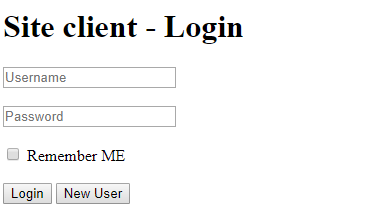 Site client - Login
Username
Password
Remember ME
Login New User